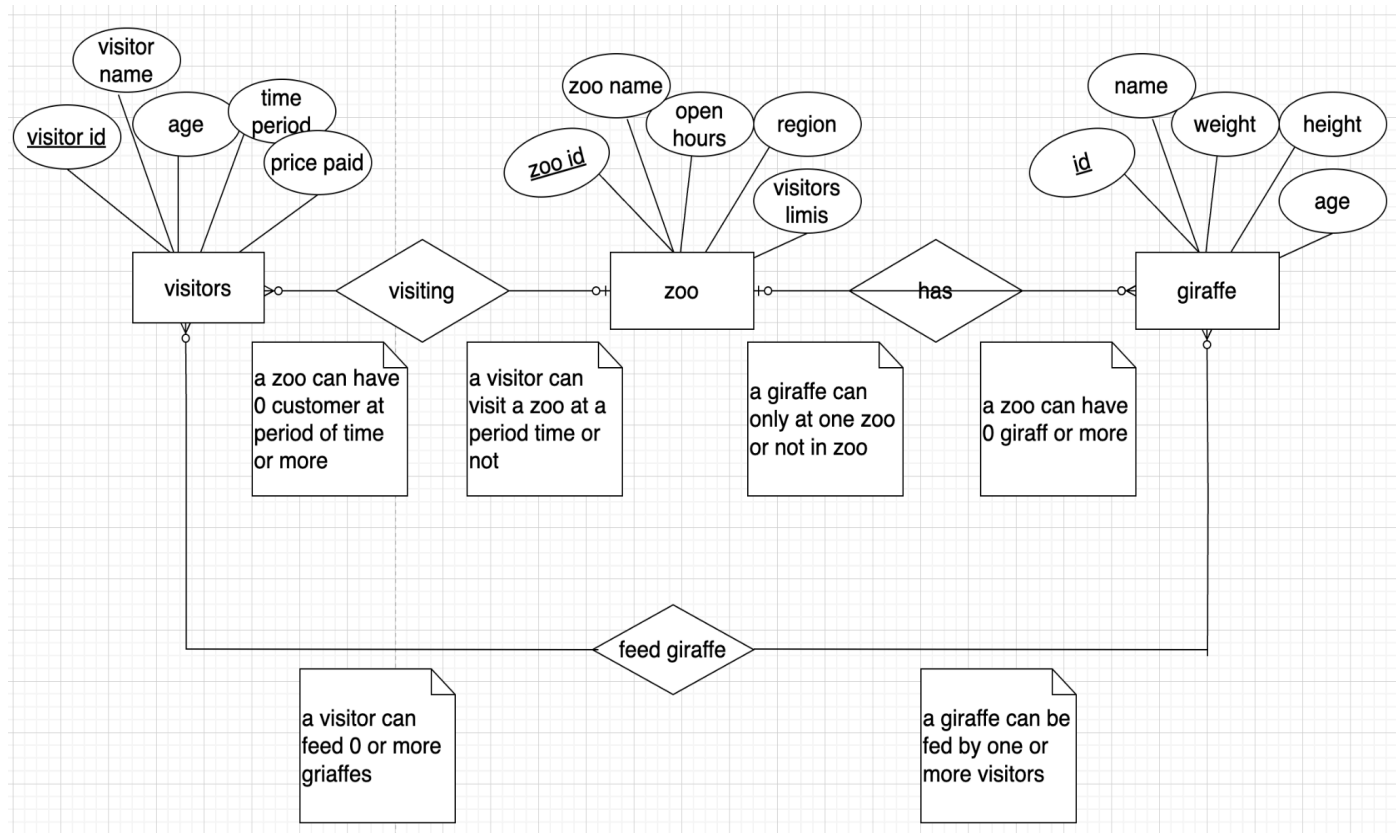 visitor
name
visitor id
age
time
period
price paid
zoo name
open
hours
region
zoo id
visitors
limis
name
weight
height
id
age
visitors
visiting
zoo
has
giraffe
a zoo can have
0 customer at
period of time
or more
a visitor can
visit a zoo at a
period time or
not
a giraffe can
only at one zoo
or not in zoo
a zoo can have
0 giraff or more
feed giraffe
a visitor can
feed 0 or more
griaffes
a giraffe can be
fed by one or
more visitors